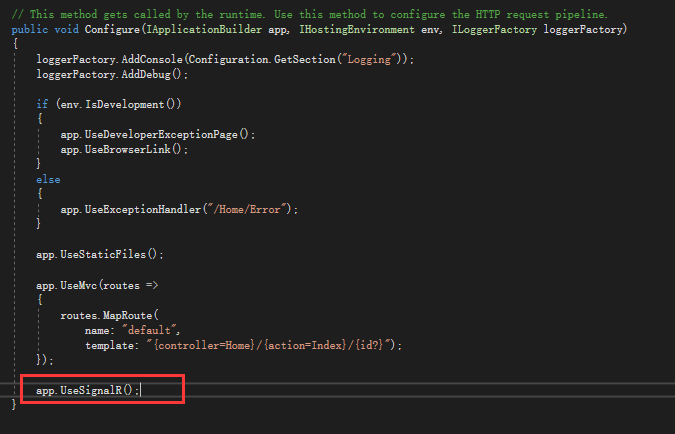 // This method gets called by the runtime. Use this method to configure the HTTP request pipeline.
public void Configure(IApplicationBuilder app, IHostingEnvironment env, ILoggerFactory loggerFactory)
{
loggerFactory.AddConsole(Configuration.GetSection("Logging"));
loggerFactory.AddDebug();
if (env.IsDevelopment())
{
app.UseDeveloperExceptionPage();
app.UseBrowserLink();
}
else
{
app.UseExceptionHandler("/Home/Error");
}
app.UseStaticFiles();
app.UseMvc(routes =>
{
routes.MapRoute(
name: "default",
template: "{controller=Home}/{action=Index}/{id?}");
});
app.UseSignalR();
}